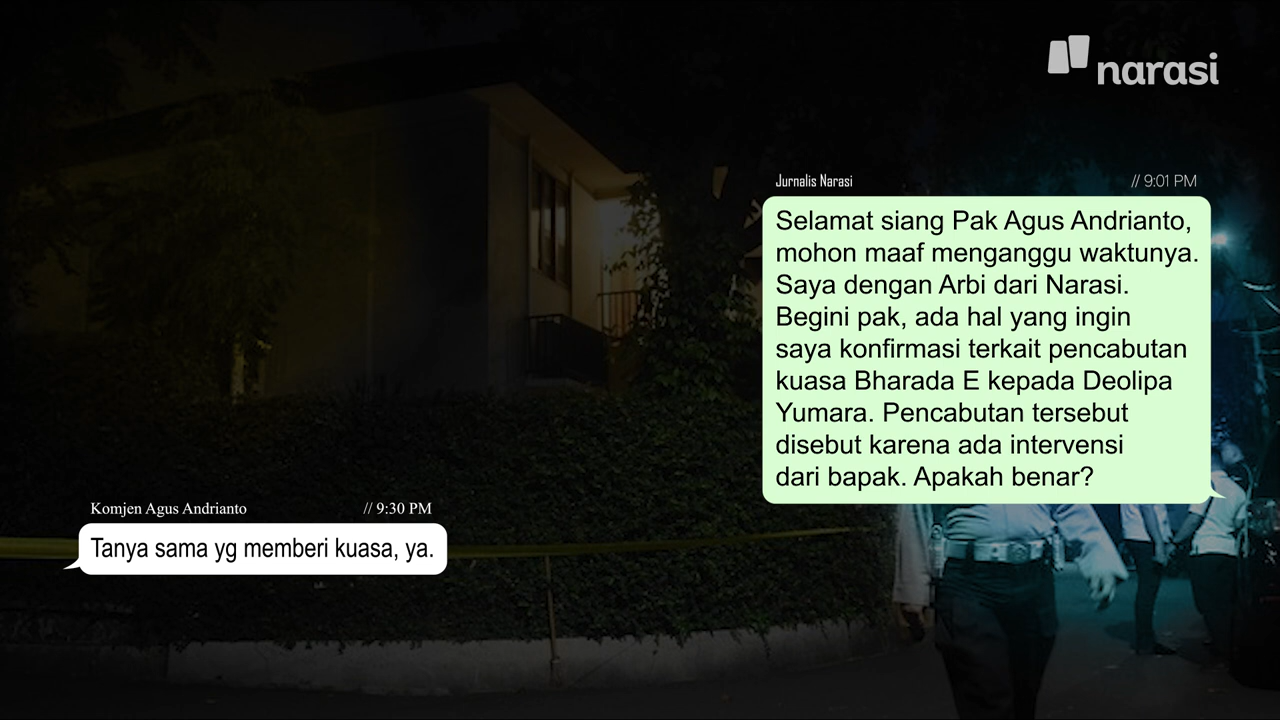 narasi
Jurnalis Narasi // 9:01 PM
Selamat siang Pak Agus Andrianto,
mohon maaf menganggu waktunya.
Saya dengan Arbi dari Narasi.
Begini pak, ada hal yang ingin
saya konfirmasi terkait pencabutan
kuasa Bharada E kepada Deolipa
Yumara. Pencabutan tersebut
disebut karena ada intervensi
dari bapak. Apakah benar?
Komjen Agus Andrianto // 9:30 PM
Tanya sama yg memberi kuasa, ya.